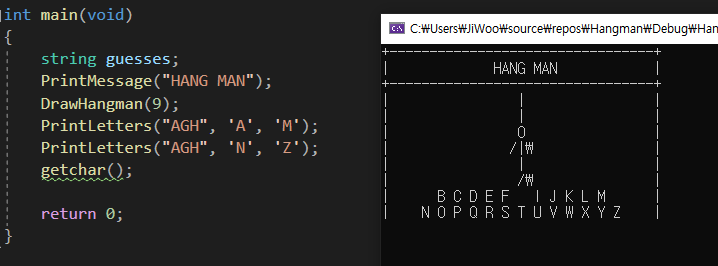 int main(void)
{
string guesses;
PrintMessage("HANG MAN");
DrawHangman(9);
PrintLetters("AGH", 'A', 'M');
PrintLetters("AGH", 'N', 'Z');
getchar();
return 0;
}
C:₩Users₩JiWoo₩source₩repos₩Hangman₩Debug₩Han
+---------------------------------+
| HANG MAN |
+---------------------------------+
| | |
| | |
| O |
| /|₩ |
| | |
| /₩ |
| B C D E F I J K L M |
| N O P Q R S T U V W X Y Z |